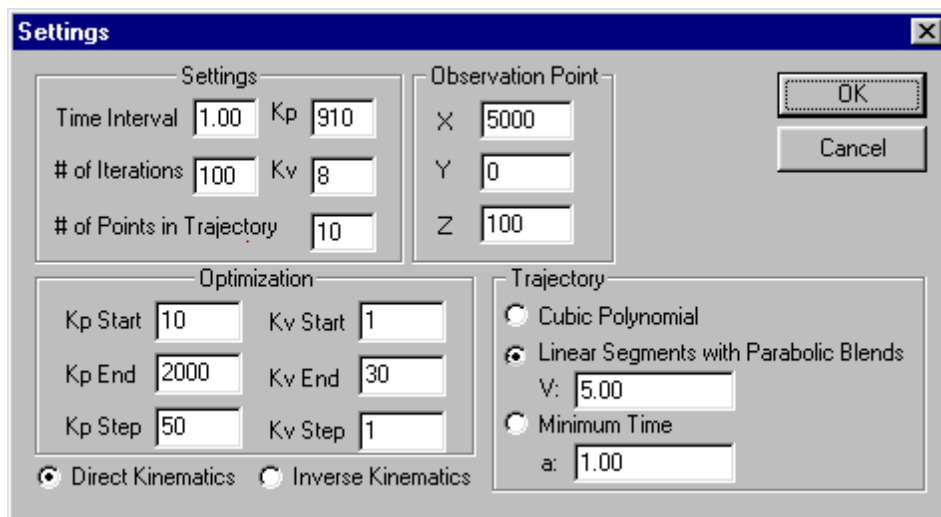 Settings
Settings
Time Interval 1.00 Kp 910
# of Iterations 100 Kv 8
# of Points in Trajectory 10
Observation Point
X 5000
Y 0
Z 100
OK
Cancel
Optimization
Kp Start 10 Kv Start 1
Kp End 2000 Kv End 30
Kp Step 50 Kv Step 1
Direct Kinematics Inverse Kinematics
Trajectory
Cubic Polynomial
Linear Segments with Parabolic Blends
V: 5.00
Minimum Time
a: 1.00